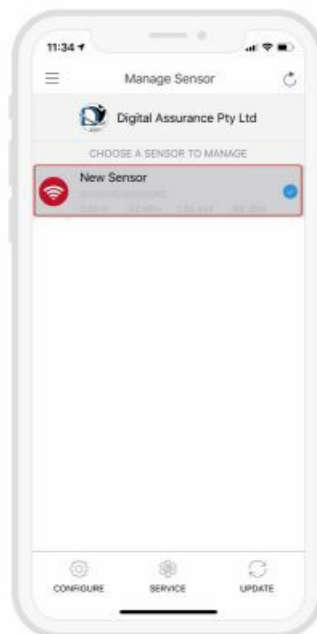 11:34
Manage Sensor
Digital Assurance Pty Ltd
CHOOSE A SENSOR TO MANAGE
New Sensor
CONFIGURE SERVICE UPDATE